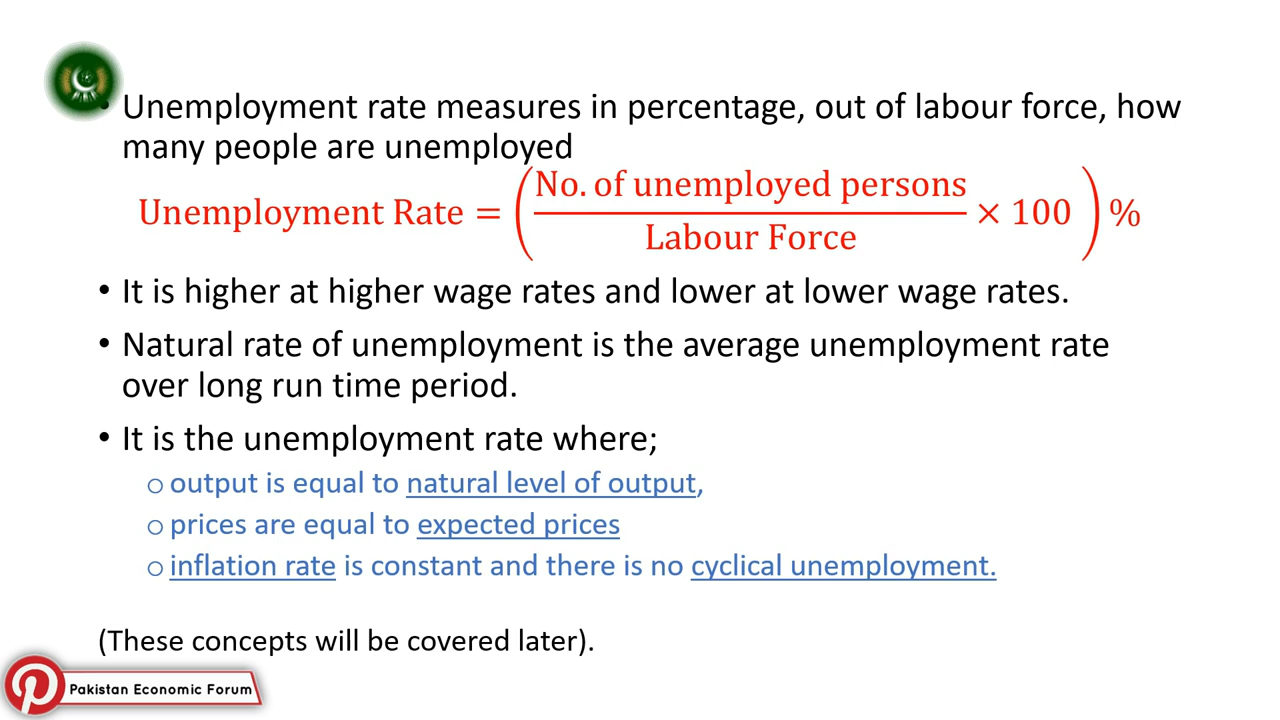 • Unemployment rate measures in percentage, out of labour force, how
many people are unemployed
Unemployment Rate = (No. of unemployed persons / Labour Force × 100) %
• It is higher at higher wage rates and lower at lower wage rates.
• Natural rate of unemployment is the average unemployment rate
over long run time period.
• It is the unemployment rate where;
o output is equal to natural level of output,
o prices are equal to expected prices
o inflation rate is constant and there is no cyclical unemployment.
(These concepts will be covered later).
Pakistan Economic Forum